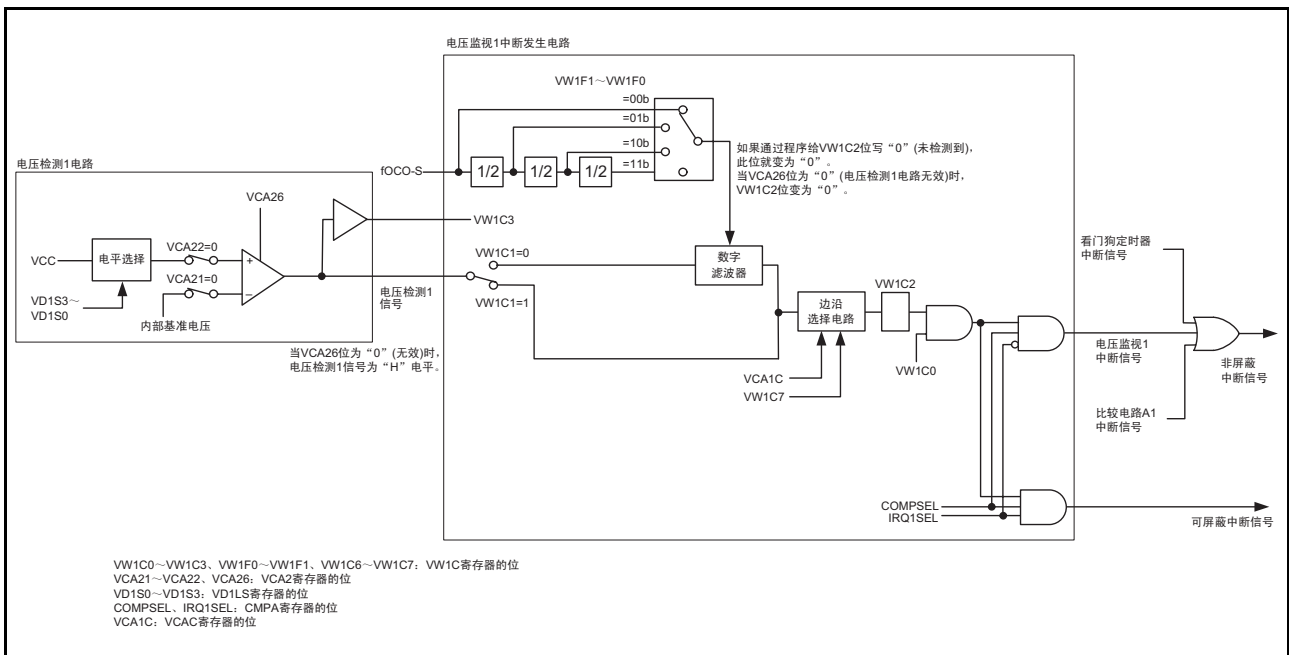 电压监视1中断发生电路
VW1F1～VW1F0
=00b
=01b
=10b
=11b
fOCO-S
1/2
1/2
1/2
如果通过程序给VW1C2位写“0”(未检测到),
此位就变为“0”。
当VCA26位为“0”(电压检测1电路无效)时,
VW1C2位变为“0”。
电压检测1电路
VCA26
VW1C3
VCC
电平选择
VCA22=0
+
VCA21=0
−
VD1S3～
VD1S0
内部基准电压
电压检测1
信号
VW1C1=0
VW1C1=1
数字
滤波器
当VCA26位为“0”(无效)时,
电压检测1信号为“H”电平。
边沿
选择电路
VCA1C
VW1C7
VW1C2
VW1C0
看门狗定时器
中断信号
电压监视1
中断信号
非屏蔽
中断信号
比较电路A1
中断信号
COMPSEL
IRQ1SEL
可屏蔽中断信号
VW1C0～VW1C3、VW1F0～VW1F1、VW1C6～VW1C7：VW1C寄存器的位
VCA21～VCA22、VCA26：VCA2寄存器的位
VD1S0～VD1S3：VD1LS寄存器的位
COMPSEL、IRQ1SEL：CMPA寄存器的位
VCA1C：VCAC寄存器的位